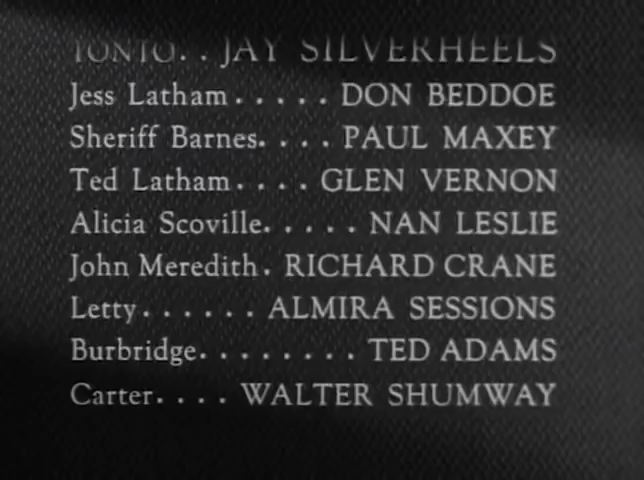 TONTO. . JAY SILVERHEELS
Jess Latham . . . . . DON BEDDOE
Sheriff Barnes. . . . PAUL MAXEY
Ted Latham . . . . GLEN VERNON
Alicia Scoville. . . . . NAN LESLIE
John Meredith . RICHARD CRANE
Letty . . . . . . ALMIRA SESSIONS
Burbridge. . . . . . . . TED ADAMS
Carter. . . . WALTER SHUMWAY